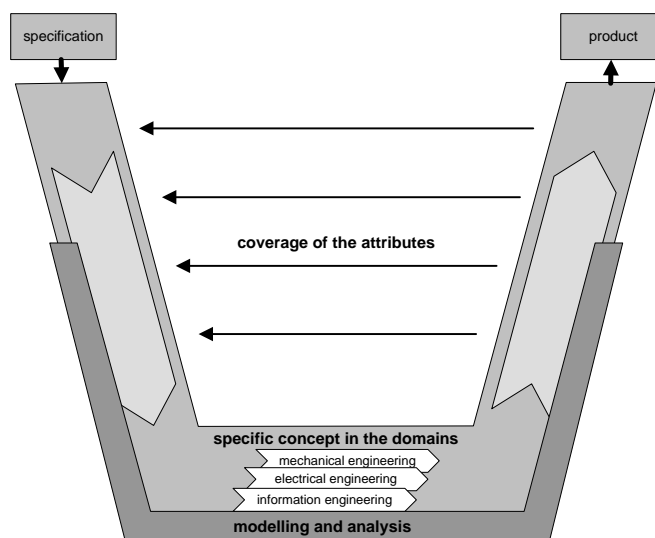 specification
product
coverage of the attributes
specific concept in the domains
mechanical engineering
electrical engineering
information engineering
modelling and analysis